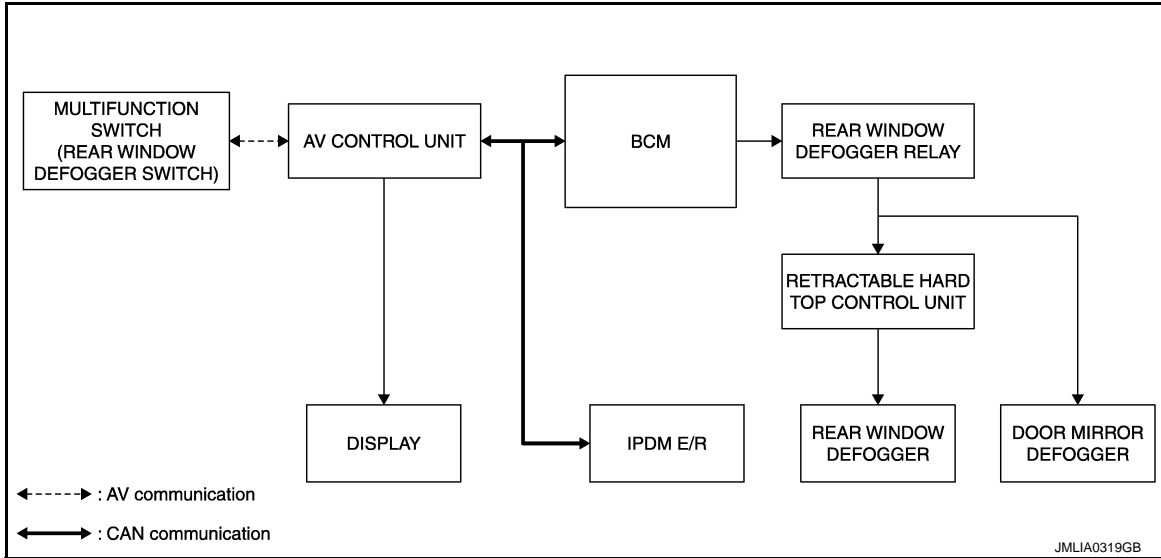 MULTIFUNCTION
SWITCH
(REAR WINDOW
DEFOGGER SWITCH)
AV CONTROL UNIT
BCM
REAR WINDOW
DEFOGGER RELAY
RETRACTABLE HARD
TOP CONTROL UNIT
DISPLAY
IPDM E/R
REAR WINDOW
DEFOGGER
DOOR MIRROR
DEFOGGER
: AV communication
: CAN communication
JMLIA0319GB